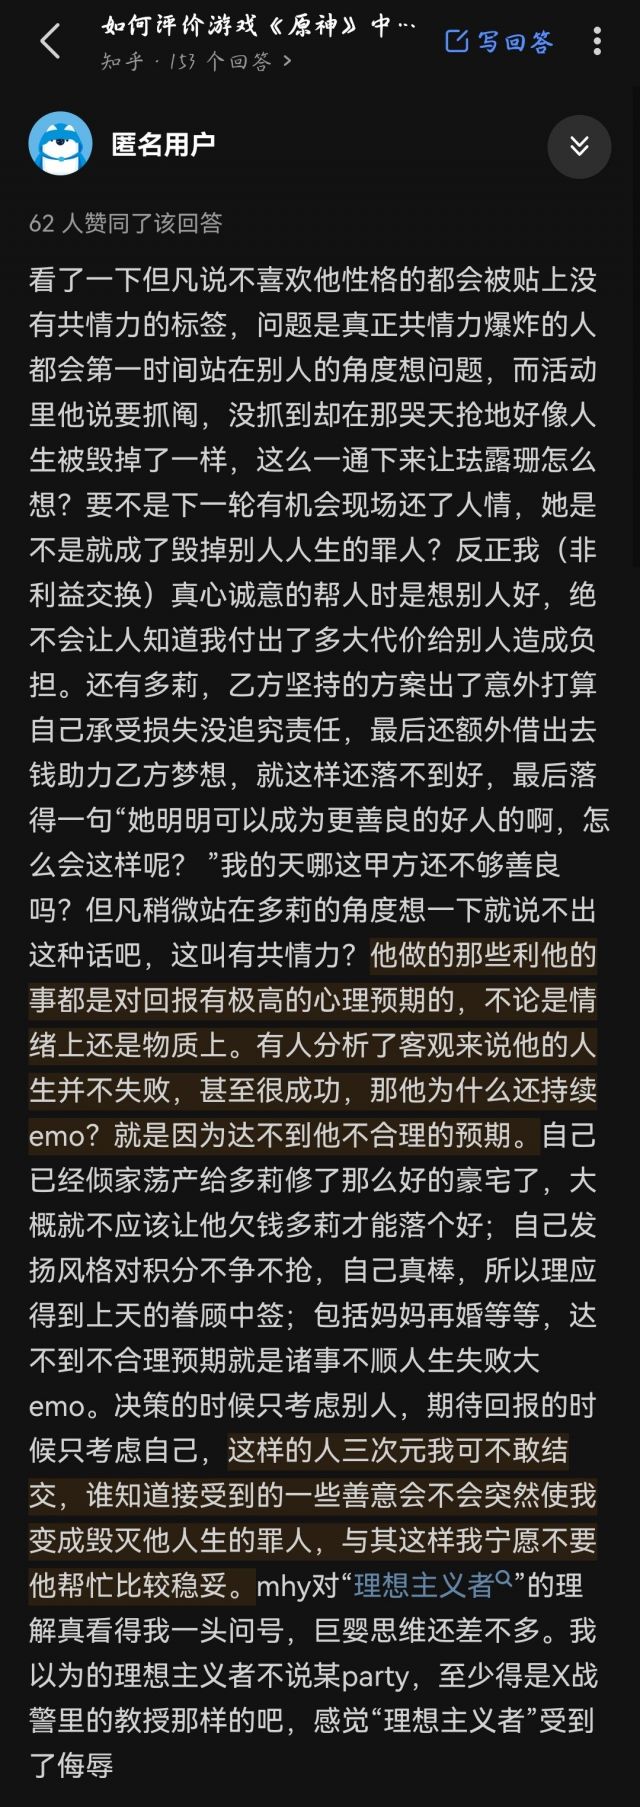 如何评价游戏《原神》中…
知乎 · 153 个回答 >
写回答
匿名用户
62 人赞同了该回答
看了一下但凡说不喜欢他性格的都会被贴上没
有共情力的标签，问题是真正共情力爆炸的人
都会第一时间站在别人的角度想问题，而活动
里他说要抓阄，没抓到却在那哭天抢地好像人
生被毁掉了一样，这么一通下来让珐露珊怎么
想？要不是下一轮有机会现场还了人情，她是
不是就成了毁掉别人人生的罪人？反正我（非
利益交换）真心诚意的帮人时是想别人好，绝
不会让人知道我付出了多大代价给别人造成负
担。还有多莉，乙方坚持的方案出了意外打算
自己承受损失没追究责任，最后还额外借出去
钱助力乙方梦想，就这样还落不到好，最后落
得一句“她明明可以成为更善良的好人的啊，怎
么会这样呢？ ”我的天哪这甲方还不够善良
吗？但凡稍微站在多莉的角度想一下就说不出
这种话吧，这叫有共情力？他做的那些利他的
事都是对回报有极高的心理预期的，不论是情
绪上还是物质上。有人分析了客观来说他的人
生并不失败，甚至很成功，那他为什么还持续
emo？就是因为达不到他不合理的预期。自己
已经倾家荡产给多莉修了那么好的豪宅了，大
概就不应该让他欠钱多莉才能落个好；自己发
扬风格对积分不争不抢，自己真棒，所以理应
得到上天的眷顾中签；包括妈妈再婚等等，达
不到不合理预期就是诸事不顺人生失败大
emo。决策的时候只考虑别人，期待回报的时
候只考虑自己，这样的人三次元我可不敢结
交，谁知道接受到的一些善意会不会突然使我
变成毁灭他人生的罪人，与其这样我宁愿不要
他帮忙比较稳妥。mhy对“理想主义者”的理
解真看得我一头问号，巨婴思维还差不多。我
以为的理想主义者不说某party，至少得是X战
警里的教授那样的吧，感觉“理想主义者”受到
了侮辱